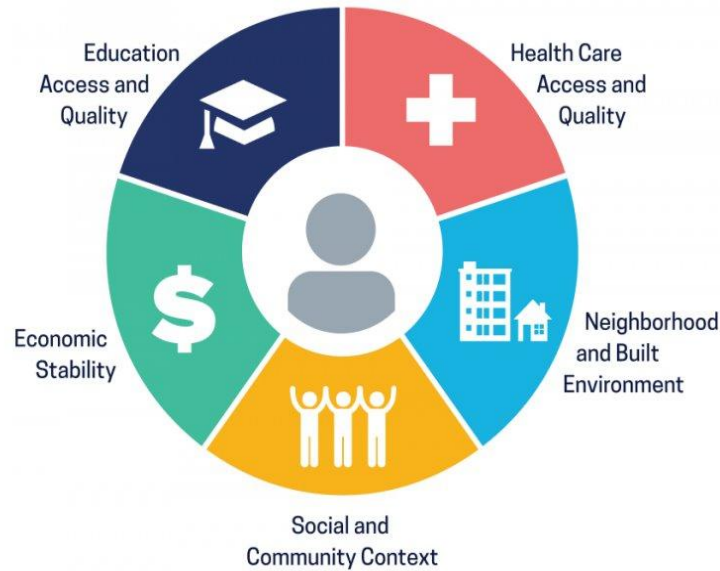 Education
Access and
Quality
Health Care
Access and
Quality
Economic
Stability
$
Neighborhood
and Built
Environment
Social and
Community Context